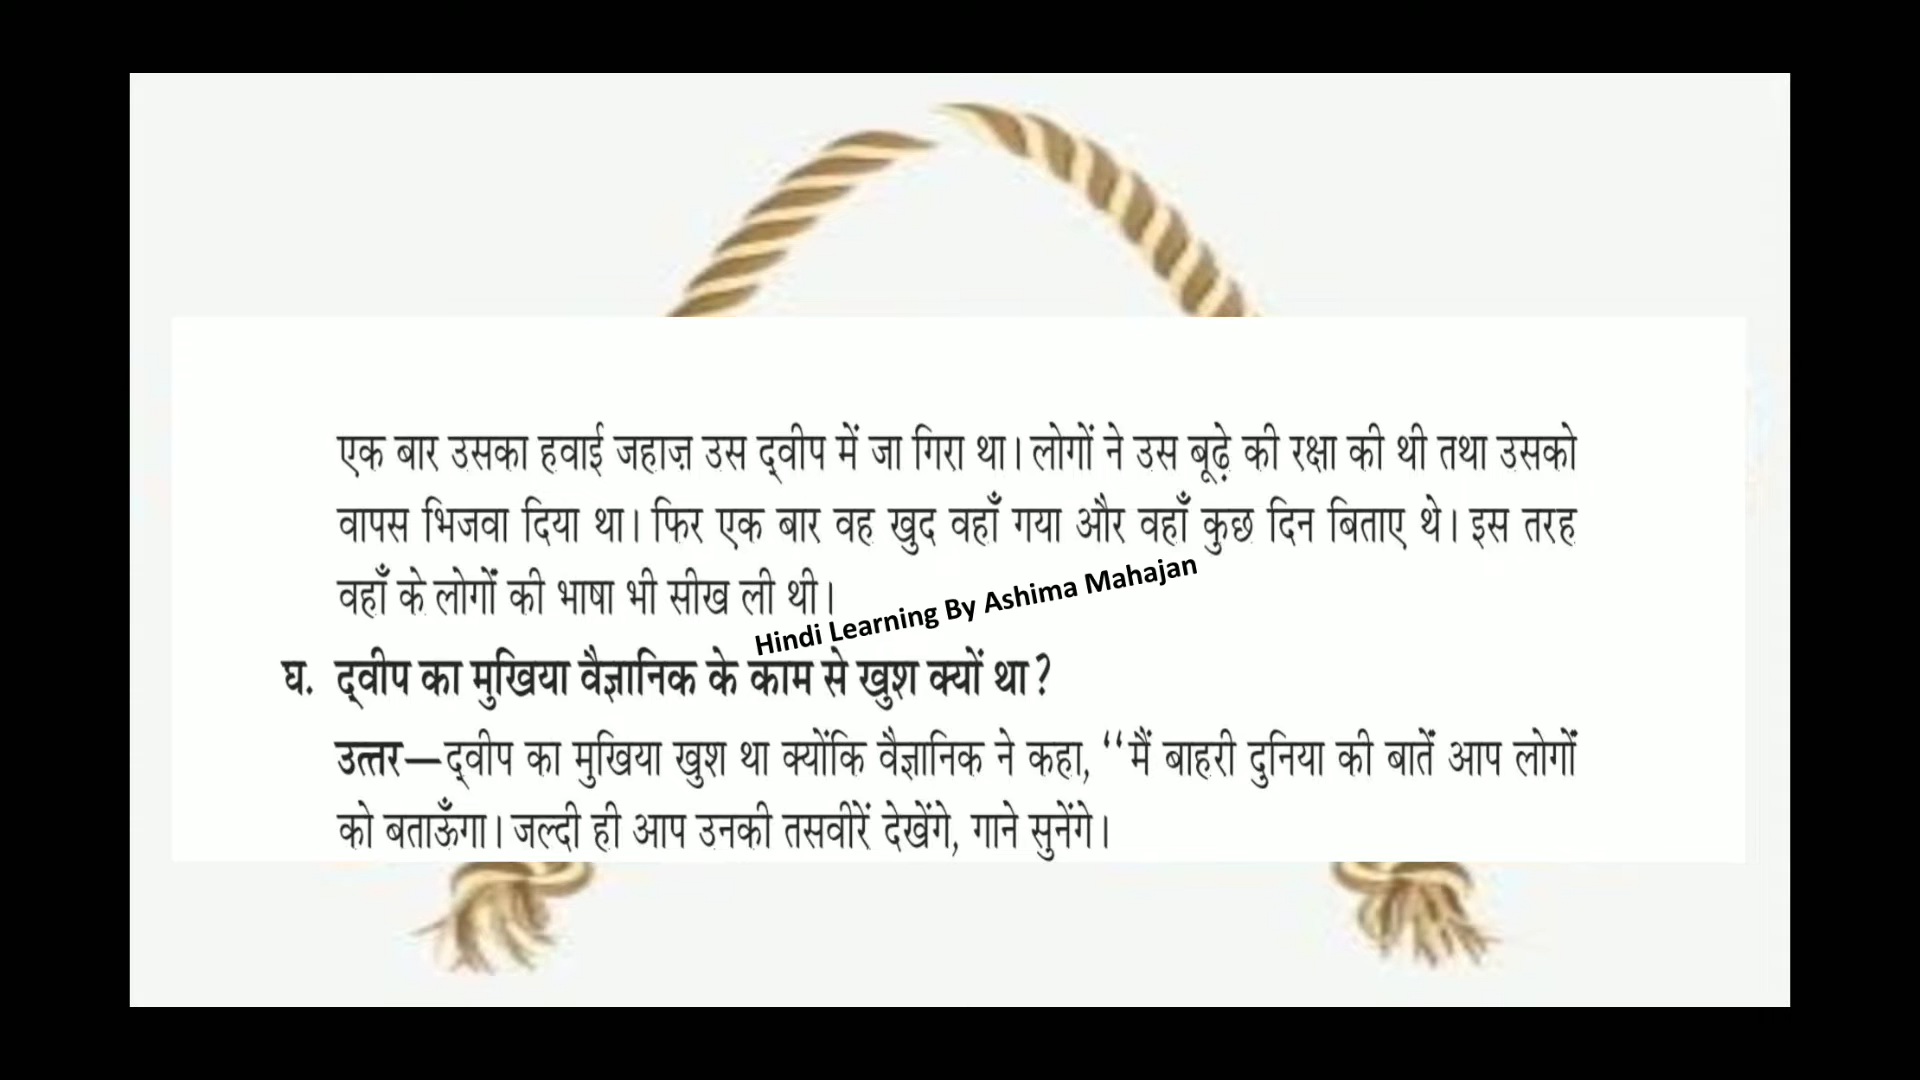 एक बार उसका हवाई जहाज़ उस द्वीप में जा गिरा था। लोगों ने उस बूढ़े की रक्षा की थी तथा उसको
वापस भिजवा दिया था। फिर एक बार वह खुद वहाँ गया और वहाँ कुछ दिन बिताए थे। इस तरह
वहाँ के लोगों की भाषा भी सीख ली थी।
Hindi Learning By Ashima Mahajan
घ. द्वीप का मुखिया वैज्ञानिक के काम से खुश क्यों था?
उत्तर—द्वीप का मुखिया खुश था क्योंकि वैज्ञानिक ने कहा, ‘‘मैं बाहरी दुनिया की बातें आप लोगों
को बताऊँगा। जल्दी ही आप उनकी तसवीरें देखेंगे, गाने सुनेंगे।